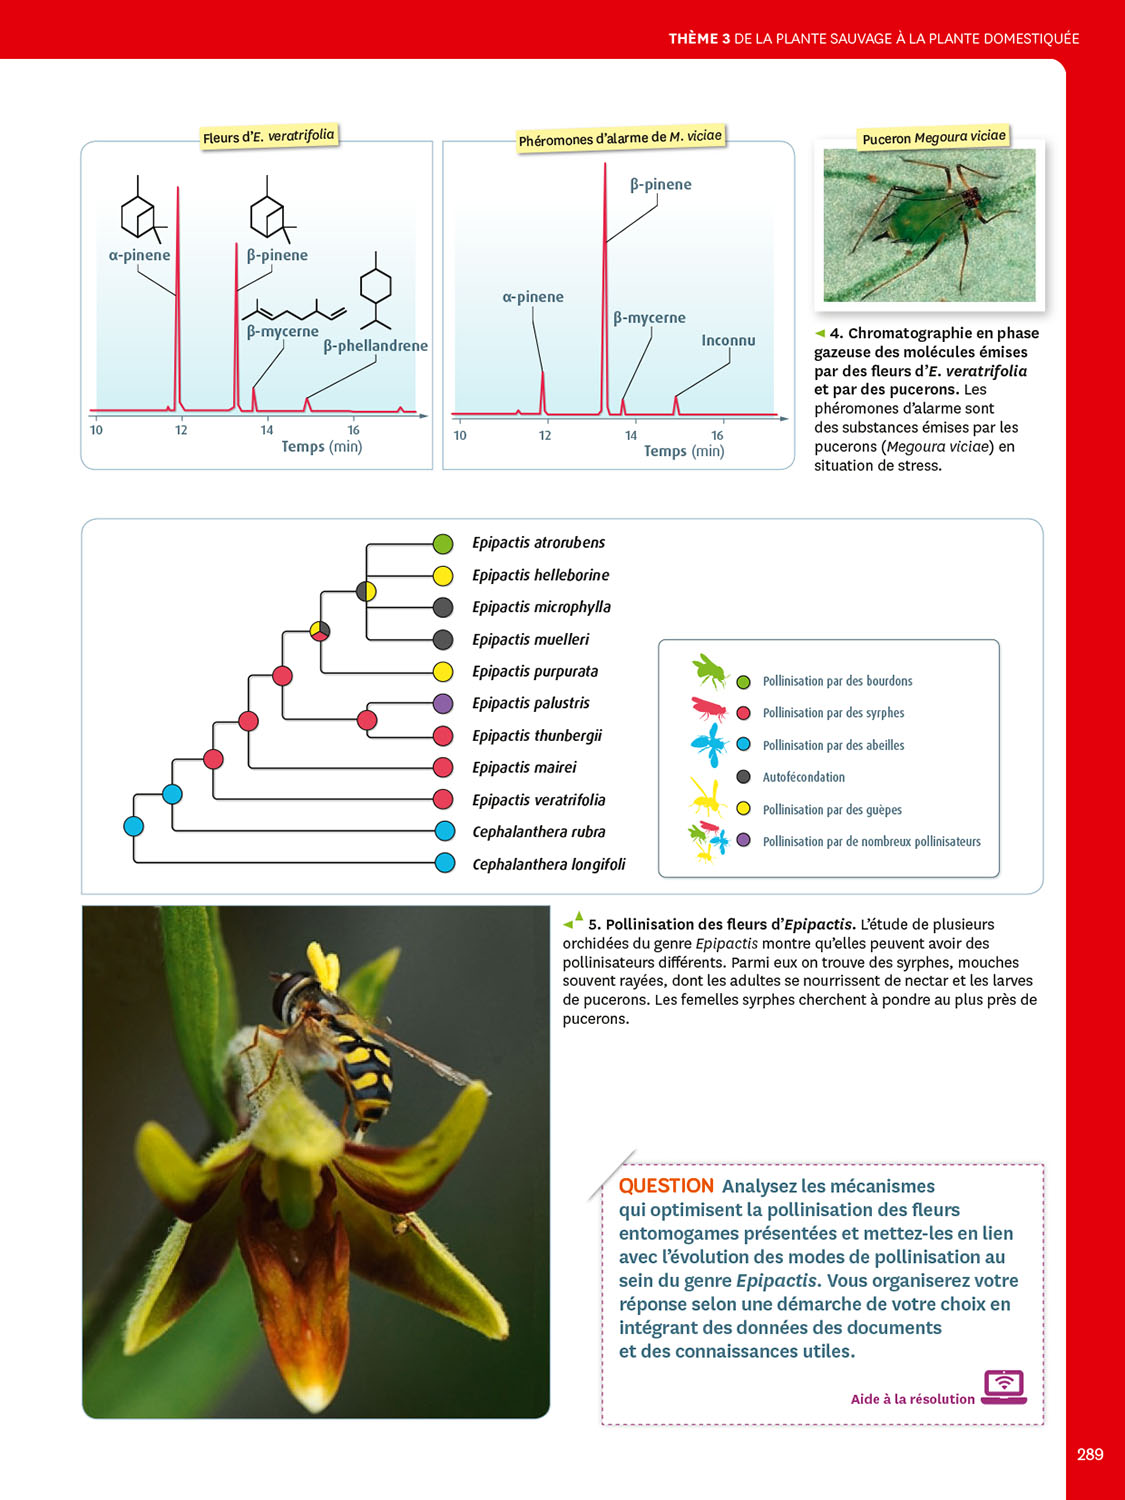 THÈME 3 DE LA PLANTE SAUVAGE À LA PLANTE DOMESTIQUÉE
Fleurs d'E. veratrifolia
α-pinene
β-pinene
β-mycerne
β-phellandrene
10
12
14
16
Temps (min)
Phéromones d'alarme de M. viciae
β-pinene
α-pinene
β-mycerne
Inconnu
10
12
14
16
Temps (min)
Puceron Megoura viciae
4. Chromatographie en phase
gazeuse des molécules émises
par des fleurs d'E. veratrifolia
et par des pucerons. Les
phéromones d'alarme sont
des substances émises par les
pucerons (Megoura viciae) en
situation de stress.
Epipactis atrorubens
Epipactis helleborine
Epipactis microphylla
Epipactis muelleri
Epipactis purpurata
Epipactis palustris
Epipactis thunbergii
Epipactis mairei
Epipactis veratrifolia
Cephalanthera rubra
Cephalanthera longifoli
Pollinisation par des bourdons
Pollinisation par des syrphes
Pollinisation par des abeilles
Autofécondation
Pollinisation par des guèpes
Pollinisation par de nombreux pollinisateurs
5. Pollinisation des fleurs d'Epipactis. L'étude de plusieurs
orchidées du genre Epipactis montre qu'elles peuvent avoir des
pollinisateurs différents. Parmi eux on trouve des syrphes, mouches
souvent rayées, dont les adultes se nourrissent de nectar et les larves
de pucerons. Les femelles syrphes cherchent à pondre au plus près de
pucerons.
QUESTION Analysez les mécanismes
qui optimisent la pollinisation des fleurs
entomogames présentées et mettez-les en lien
avec l'évolution des modes de pollinisation au
sein du genre Epipactis. Vous organiserez votre
réponse selon une démarche de votre choix en
intégrant des données des documents
et des connaissances utiles.
Aide à la résolution
289